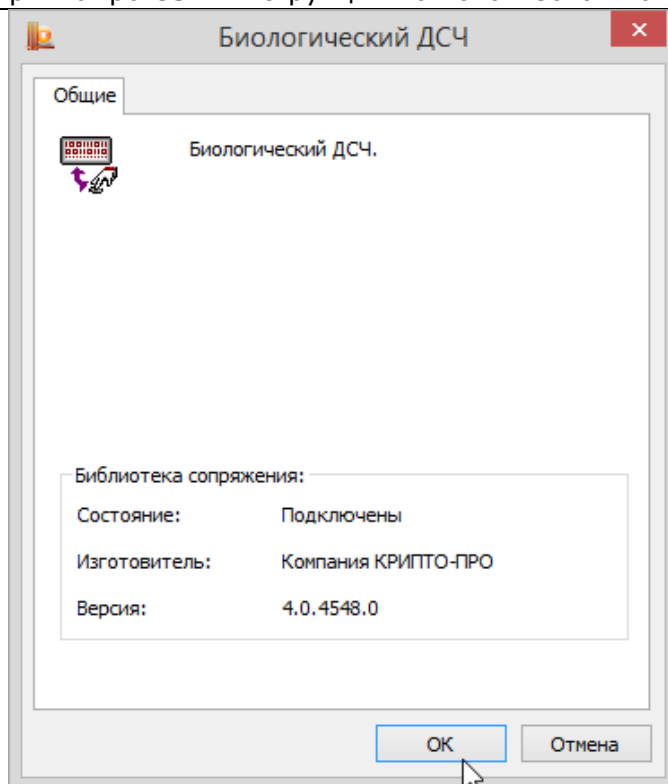 Биологический ДСЧ
Общие
Биологический ДСЧ.
Библиотека сопряжения:
Состояние: Подключены
Изготовитель: Компания КРИПТО-ПРО
Версия: 4.0.4548.0
ОК Отмена